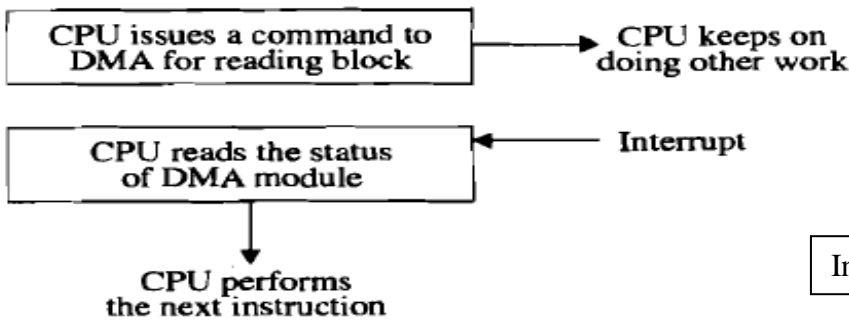 CPU issues a command to
DMA for reading block
CPU keeps on
doing other work
CPU reads the status
of DMA module
Interrupt
CPU performs
the next instruction